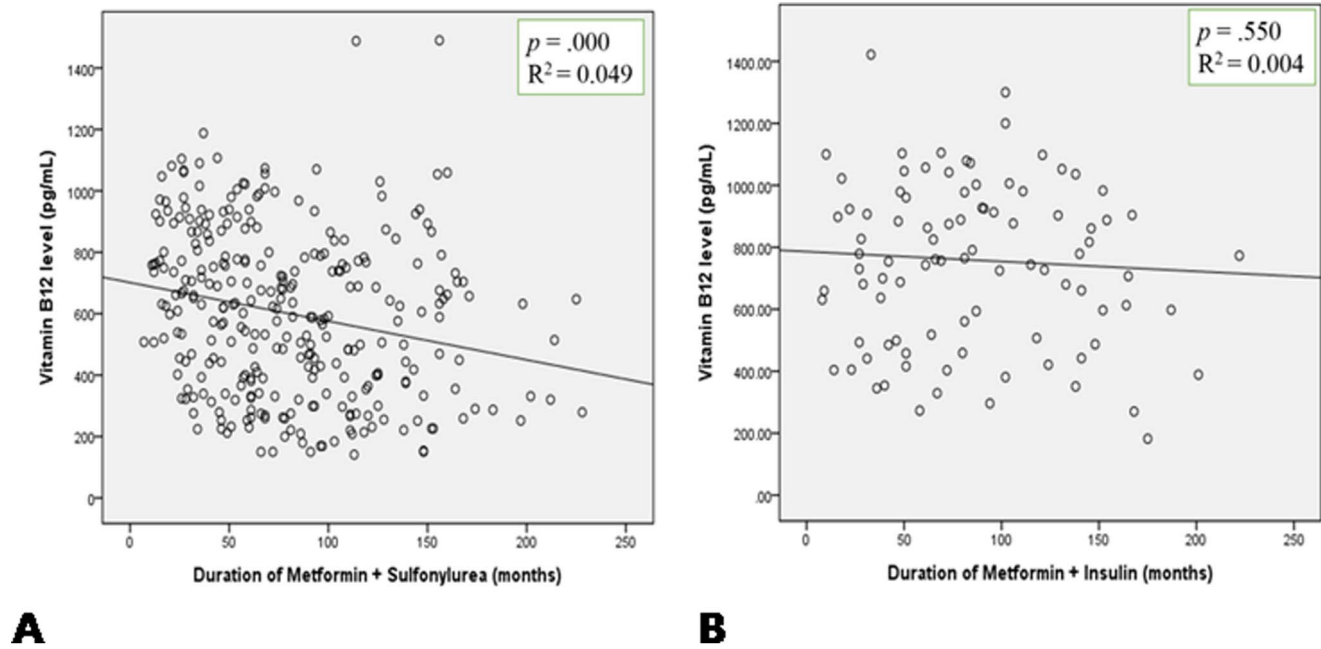 p = .000
R² = 0.049
1400
1200
1000
800
600
400
200
0
Vitamin B12 level (pg/mL)
0 50 100 150 200 250
Duration of Metformin + Sulfonylurea (months)
A
p = .550
R² = 0.004
1400.00
1200.00
1000.00
800.00
600.00
400.00
200.00
.00
Vitamin B12 level (pg/mL)
0 50 100 150 200 250
Duration of Metformin + Insulin (months)
B